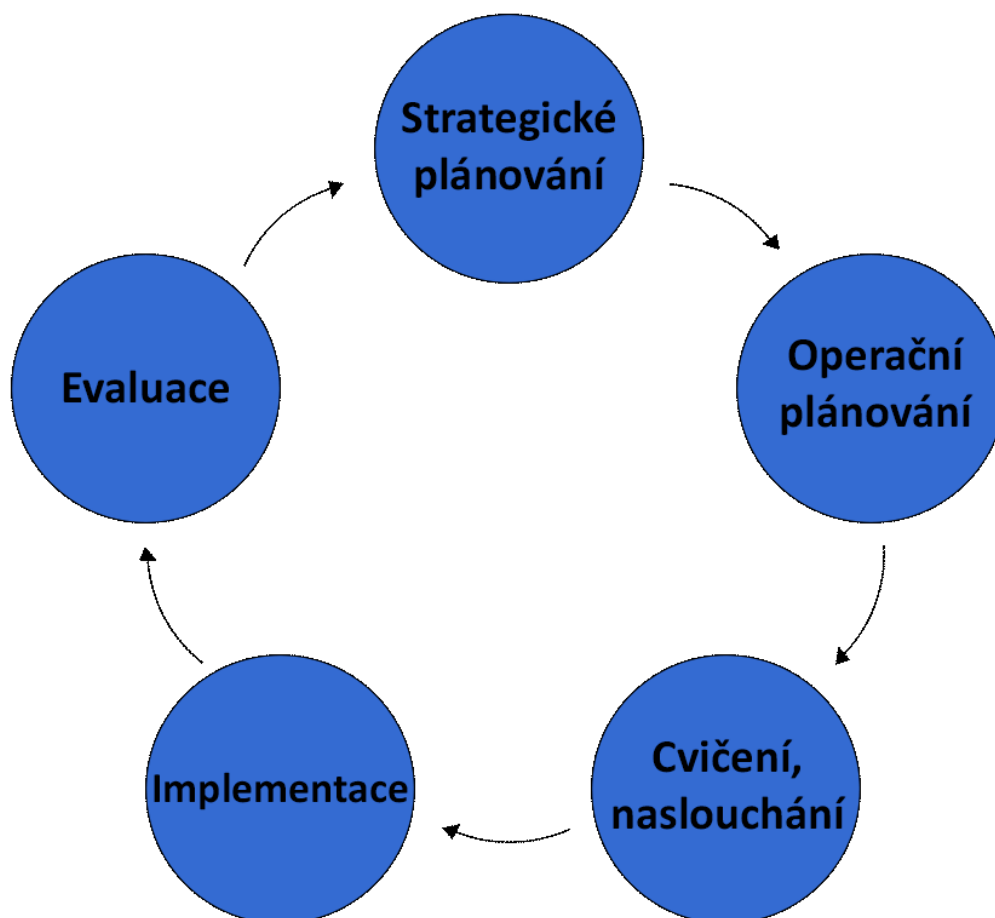 Strategické
plánování
Operační
plánování
Cvičení,
naslouchání
Implementace
Evaluace